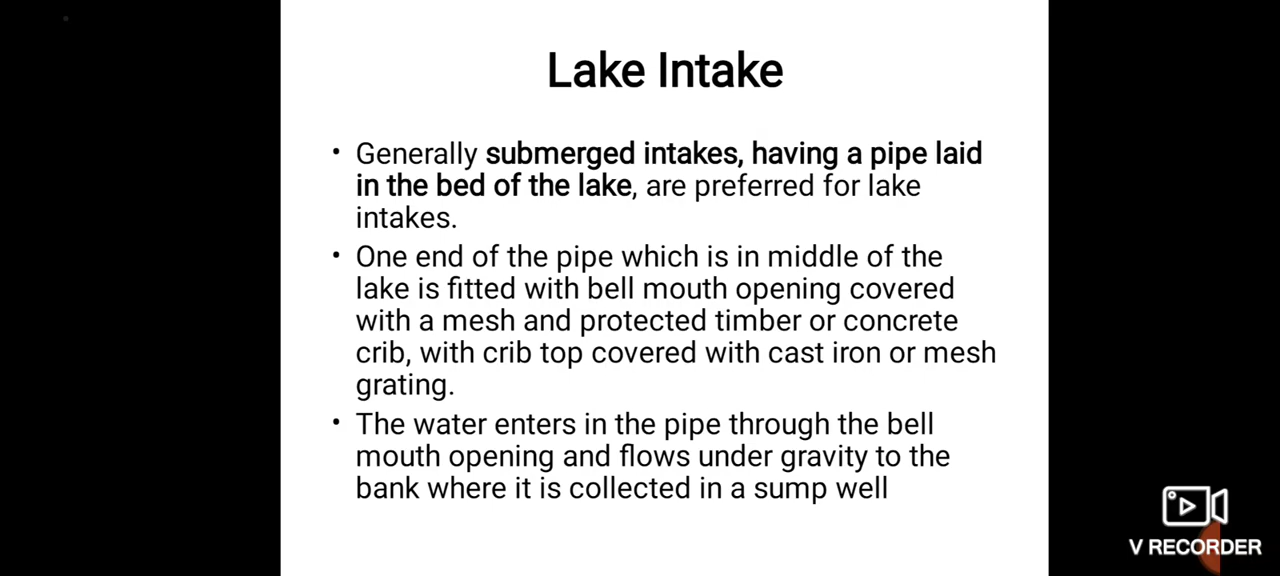 Lake Intake
• Generally submerged intakes, having a pipe laid
in the bed of the lake, are preferred for lake
intakes.
• One end of the pipe which is in middle of the
lake is fitted with bell mouth opening covered
with a mesh and protected timber or concrete
crib, with crib top covered with cast iron or mesh
grating.
• The water enters in the pipe through the bell
mouth opening and flows under gravity to the
bank where it is collected in a sump well
V RECORDER